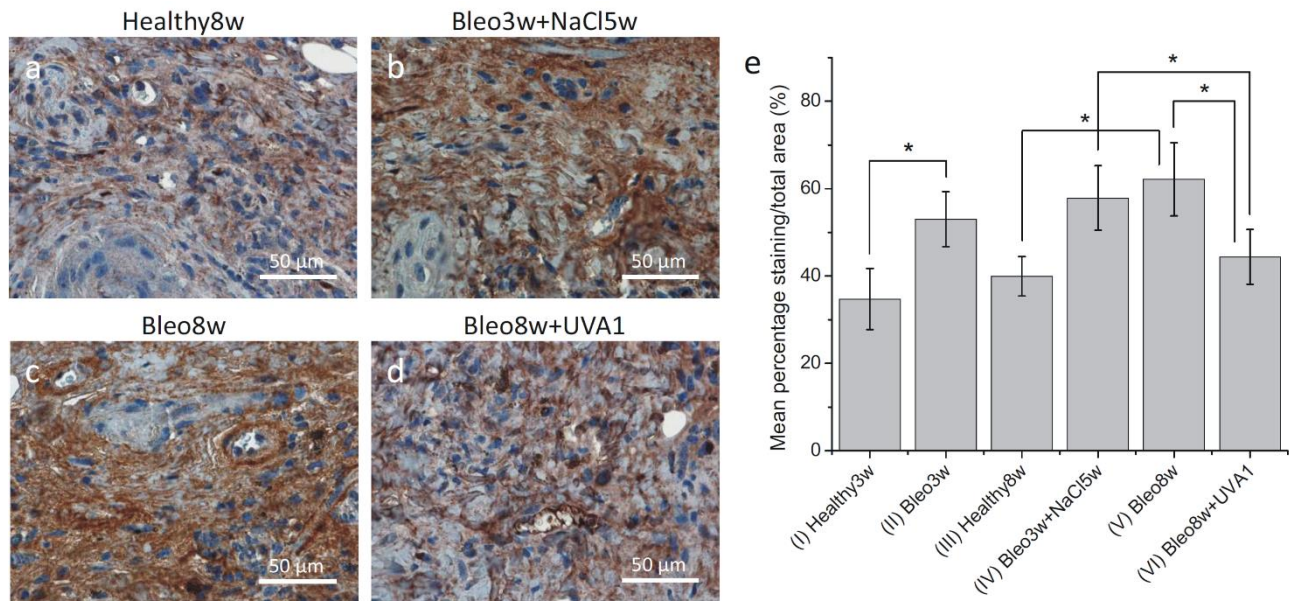 Healthy8w
Bleo3w+NaCl5w
a
50 µm
b
50 µm
Bleo8w
Bleo8w+UVA1
c
50 µm
d
50 µm
e
Mean percentage staining/total area (%)
80
60
40
20
0
*
*
*
*
(I) Healthy3w
(II) Bleo3w
(III) Healthy8w
(IV) Bleo3w+NaCl5w
(V) Bleo8w
(VI) Bleo8w+UVA1